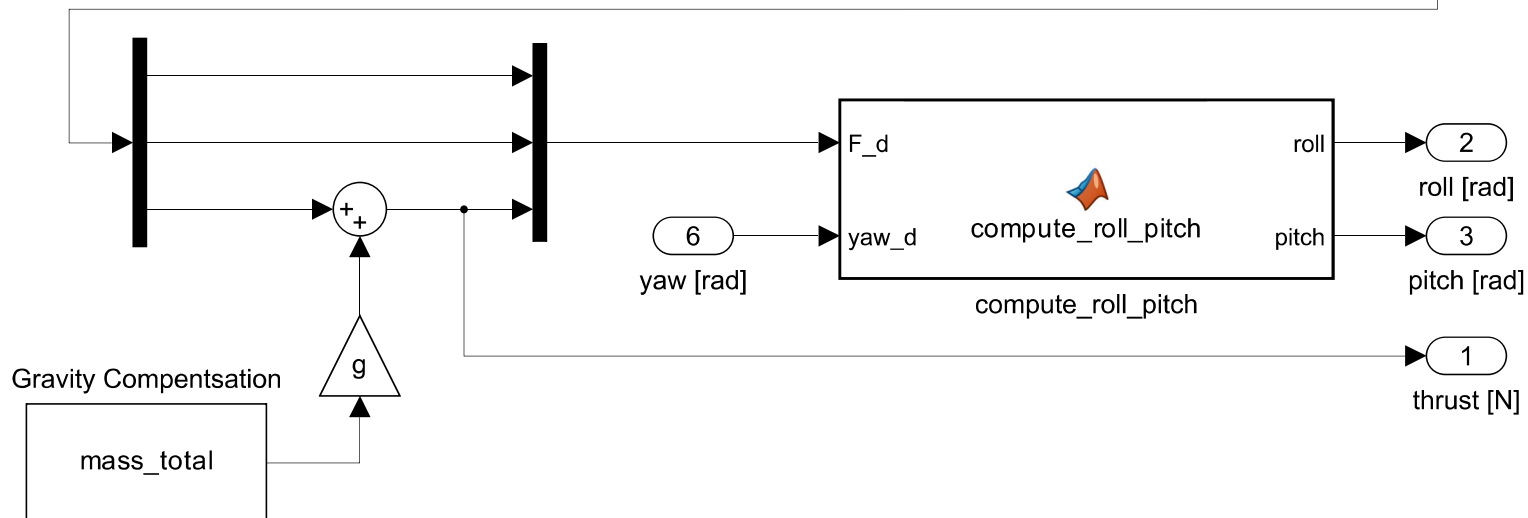 F_d
roll
2
roll [rad]
+
+
6
yaw_d
compute_roll_pitch
pitch
3
yaw [rad]
pitch [rad]
compute_roll_pitch
1
g
Gravity Compentsation
thrust [N]
mass_total